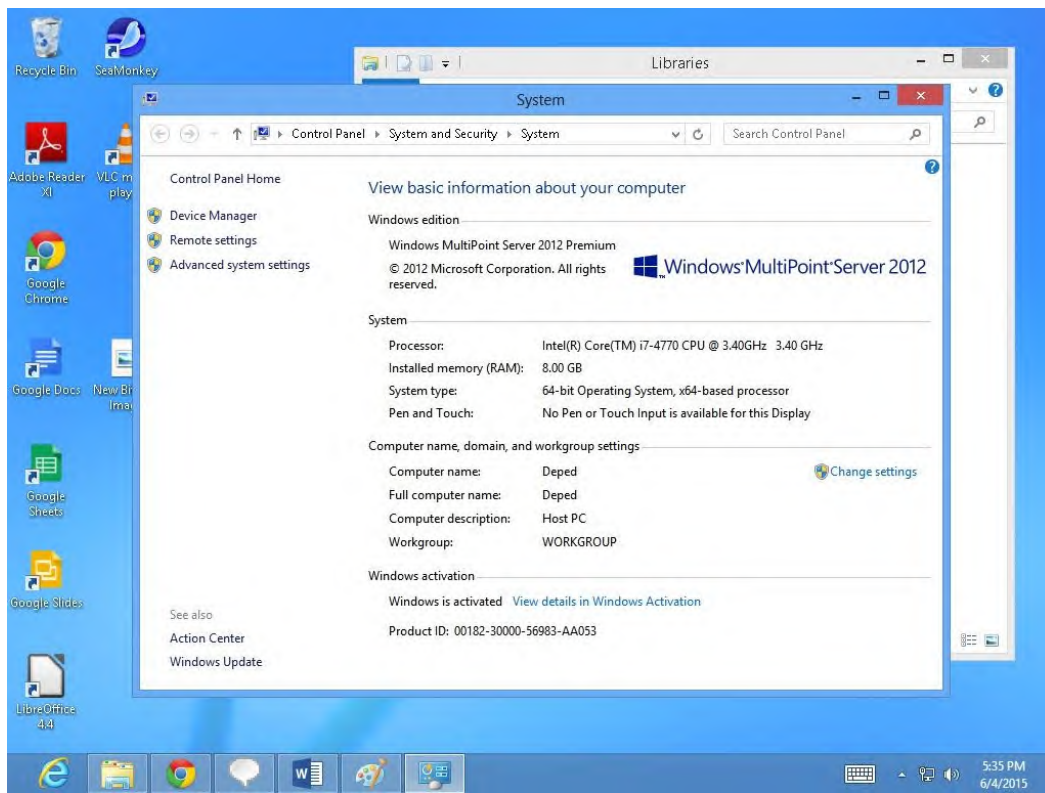 Recycle Bin
SeaMonkey
Libraries
System
Control Panel
System and Security
System
Search Control Panel
Adobe Reader
XI
VLC m
play
Control Panel Home
View basic information about your computer
Device Manager
Windows edition
Remote settings
Windows MultiPoint Server 2012 Premium
Advanced system settings
© 2012 Microsoft Corporation. All rights
reserved.
Windows MultiPoint Server 2012
Google
Chrome
System
Processor: Intel(R) Core(TM) i7-4770 CPU @ 3.40GHz 3.40 GHz
Installed memory (RAM): 8.00 GB
System type: 64-bit Operating System, x64-based processor
Pen and Touch: No Pen or Touch Input is available for this Display
Google Docs
New Bi
Ima
Computer name, domain, and workgroup settings
Computer name: Deped
Change settings
Full computer name: Deped
Computer description: Host PC
Workgroup: WORKGROUP
Google
Sheets
Windows activation
Windows is activated View details in Windows Activation
Product ID: 00182-30000-56983-AA053
Google Slides
See also
Action Center
Windows Update
LibreOffice
4.4
5:35 PM
6/4/2015